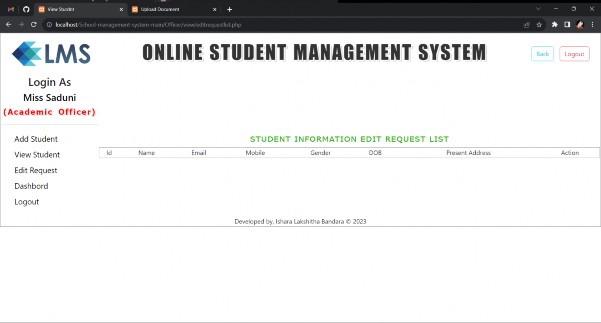 View Student
Upload Document
localhost/School-management-system-main/Officer/view/editrequestlist.php
LMS
ONLINE STUDENT MANAGEMENT SYSTEM
Back
Logout
Login As
Miss Saduni
(Academic Officer)
Add Student
View Student
Edit Request
Dashbord
Logout
STUDENT INFORMATION EDIT REQUEST LIST
Id Name Email Mobile Gender DOB Present Address Action
Developed by, Ishara Lakshitha Bandara © 2023